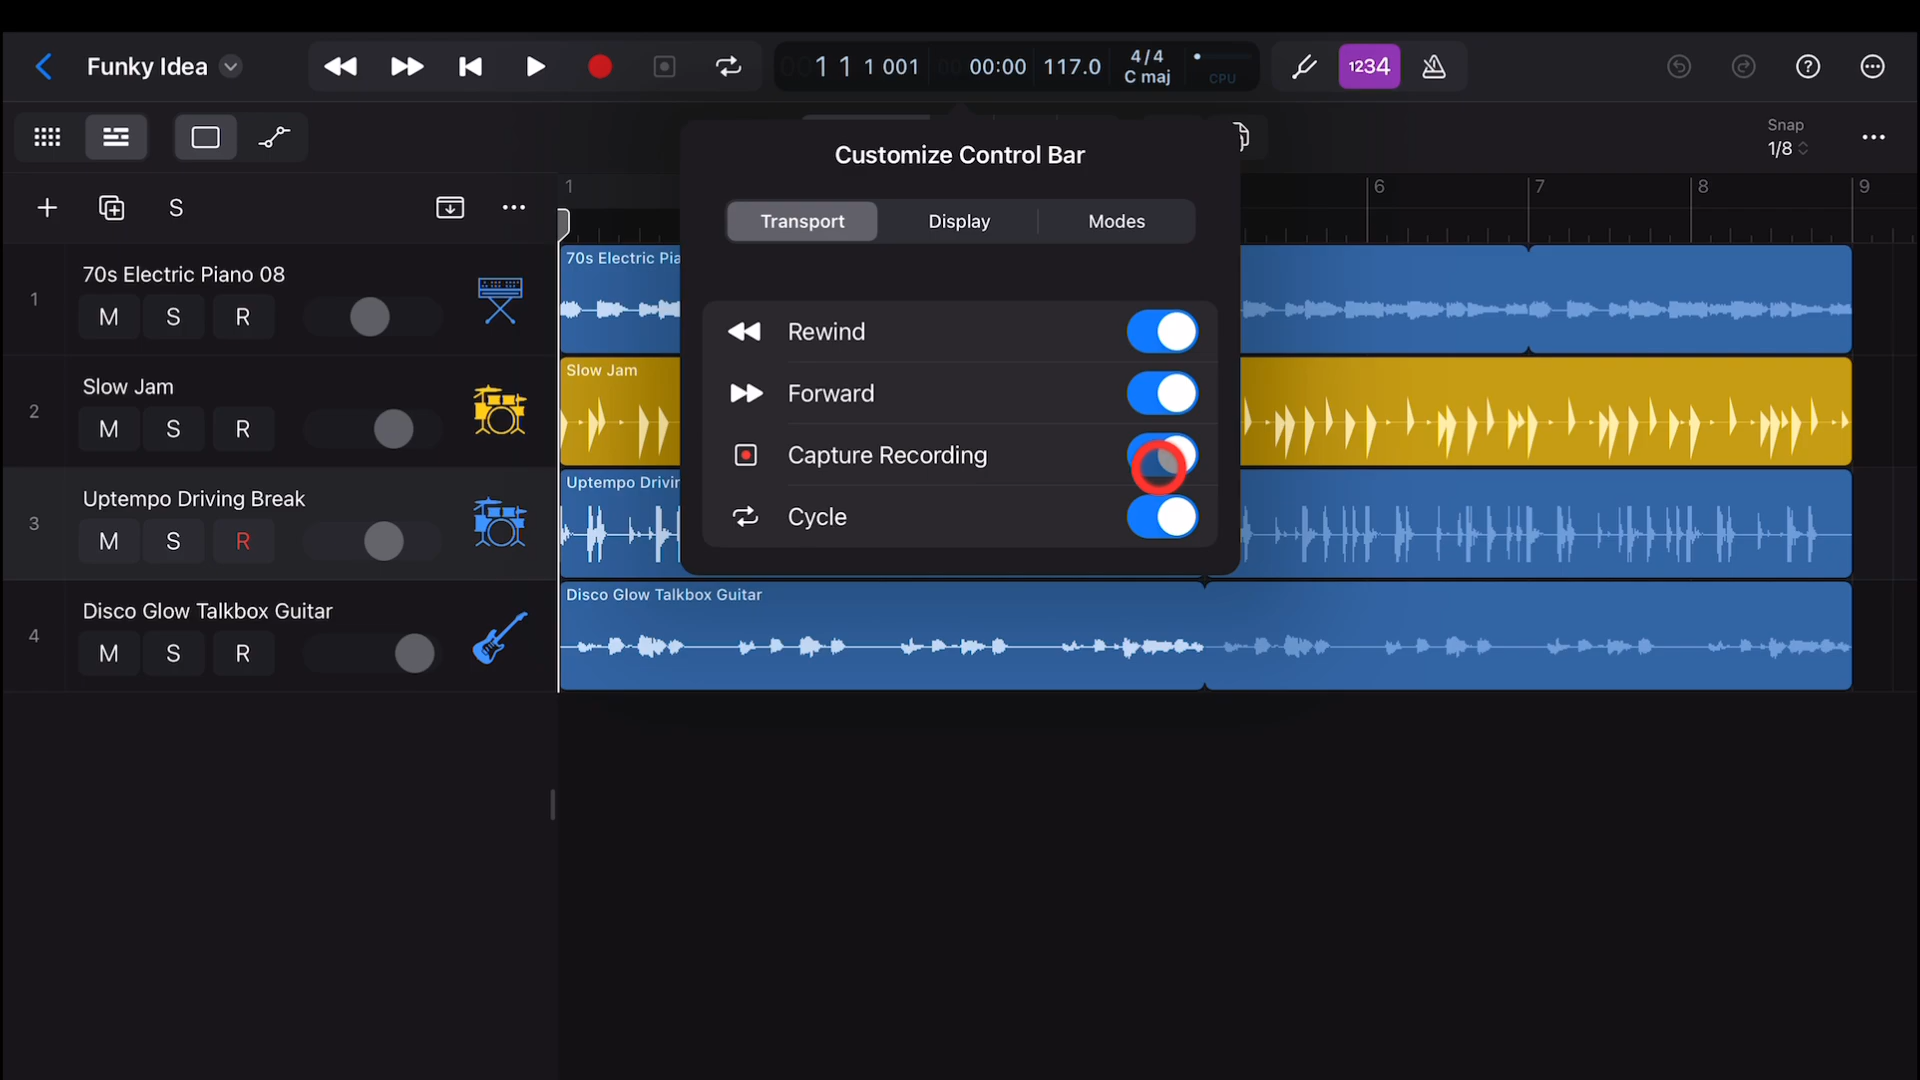 Funky Idea
1 1 1 001 00:00 117.0 4/4 C maj CPU
1234
Snap
1/8
Customize Control Bar
Transport Display Modes
S
1 6 7 8 9
Rewind
Forward
Capture Recording
Cycle
1 70s Electric Piano 08
M S R
70s Electric Pia
2 Slow Jam
M S R
Slow Jam
3 Uptempo Driving Break
M S R
Uptempo Drivin
4 Disco Glow Talkbox Guitar
M S R
Disco Glow Talkbox Guitar